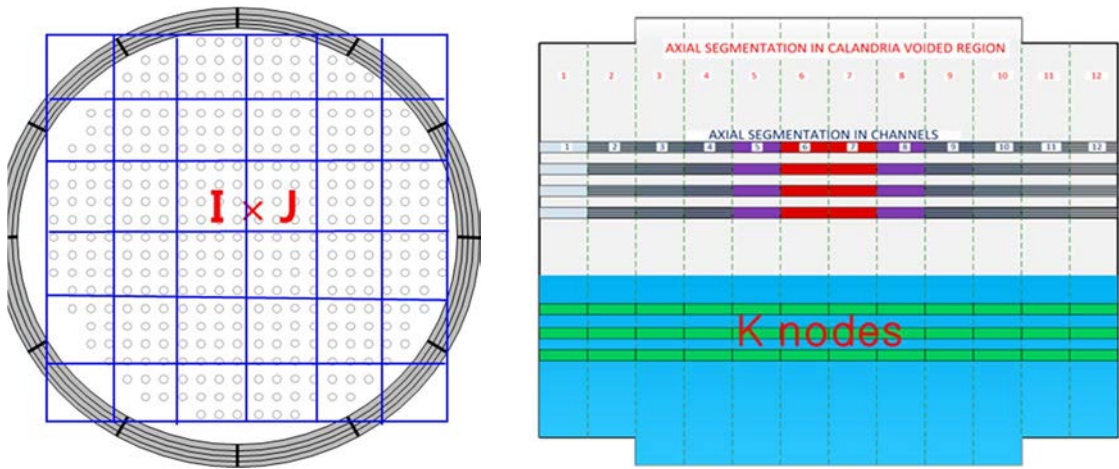 I × J
AXIAL SEGMENTATION IN CALANDRIA VOIDED REGION
1 2 3 4 5 6 7 8 9 10 11 12
AXIAL SEGMENTATION IN CHANNELS
1 2 3 4 5 6 7 8 9 10 11 12
K nodes